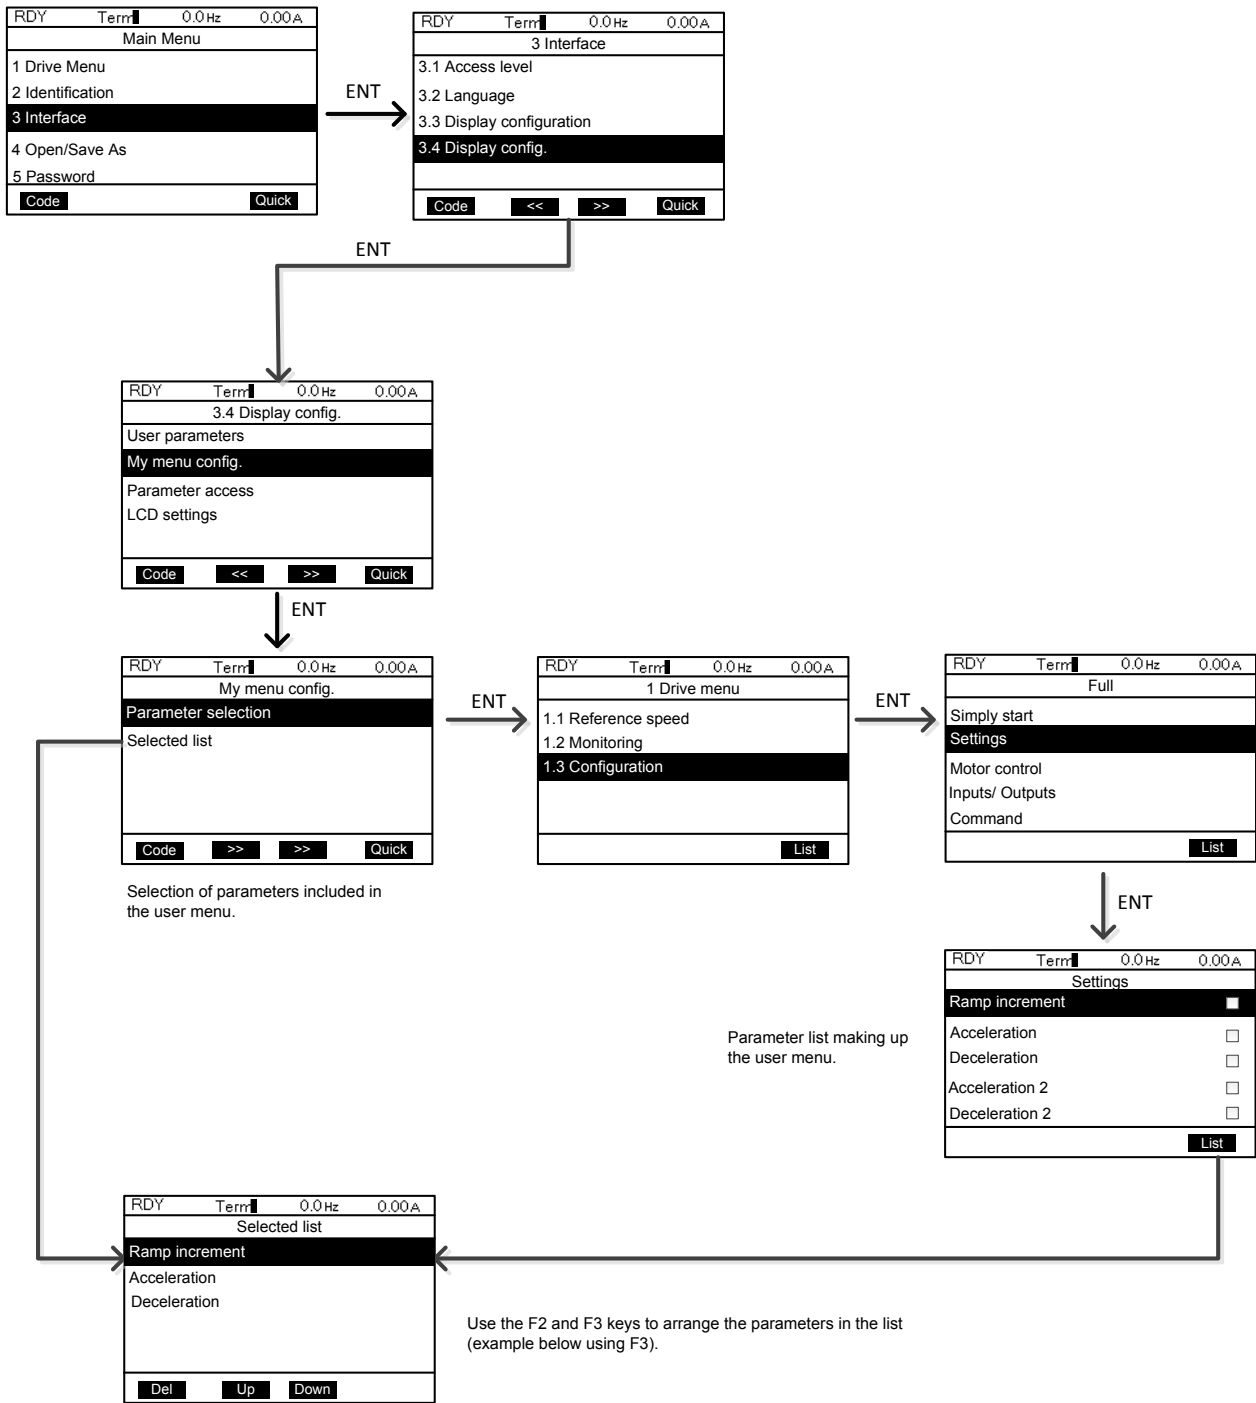 RDY Term 0.0 Hz 0.00 A
Main Menu
1 Drive Menu
2 Identification
3 Interface
4 Open/Save As
5 Password
Code Quick
ENT
RDY Term 0.0 Hz 0.00 A
3 Interface
3.1 Access level
3.2 Language
3.3 Display configuration
3.4 Display config.
Code << >> Quick
ENT
RDY Term 0.0 Hz 0.00 A
3.4 Display config.
User parameters
My menu config.
Parameter access
LCD settings
Code << >> Quick
ENT
RDY Term 0.0 Hz 0.00 A
My menu config.
Parameter selection
Selected list
Code >> >> Quick
Selection of parameters included in
the user menu.
ENT
RDY Term 0.0 Hz 0.00 A
1 Drive menu
1.1 Reference speed
1.2 Monitoring
1.3 Configuration
List
ENT
RDY Term 0.0 Hz 0.00 A
Full
Simply start
Settings
Motor control
Inputs/ Outputs
Command
List
ENT
RDY Term 0.0 Hz 0.00 A
Settings
Ramp increment
Acceleration
Deceleration
Acceleration 2
Deceleration 2
List
Parameter list making up
the user menu.
RDY Term 0.0 Hz 0.00 A
Selected list
Ramp increment
Acceleration
Deceleration
Del Up Down
Use the F2 and F3 keys to arrange the parameters in the list
(example below using F3).